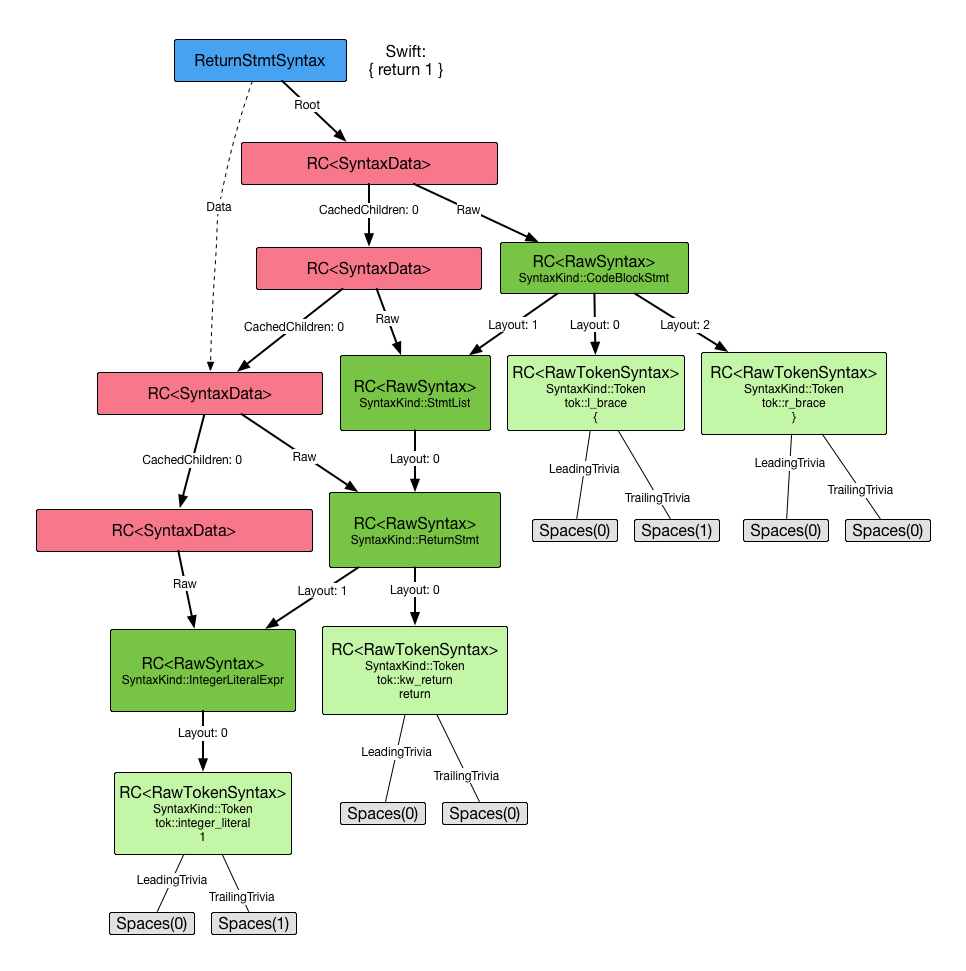 ReturnStmtSyntax
Swift:
{ return 1 }
Root
RC<SyntaxData>
Data
CachedChildren: 0
Raw
RC<SyntaxData>
RC<RawSyntax>
SyntaxKind::CodeBlockStmt
CachedChildren: 0
Raw
Layout: 1
Layout: 0
Layout: 2
RC<SyntaxData>
RC<RawSyntax>
SyntaxKind::StmtList
RC<RawTokenSyntax>
SyntaxKind::Token
tok::l_brace
{
RC<RawTokenSyntax>
SyntaxKind::Token
tok::r_brace
}
CachedChildren: 0
Raw
Layout: 0
LeadingTrivia
TrailingTrivia
LeadingTrivia
TrailingTrivia
Spaces(0)
Spaces(1)
Spaces(0)
Spaces(0)
RC<SyntaxData>
RC<RawSyntax>
SyntaxKind::ReturnStmt
Raw
Layout: 1
Layout: 0
RC<RawSyntax>
SyntaxKind::IntegerLiteralExpr
RC<RawTokenSyntax>
SyntaxKind::Token
tok::kw_return
return
Layout: 0
LeadingTrivia
TrailingTrivia
Spaces(0)
Spaces(0)
RC<RawTokenSyntax>
SyntaxKind::Token
tok::integer_literal
1
LeadingTrivia
TrailingTrivia
Spaces(0)
Spaces(1)